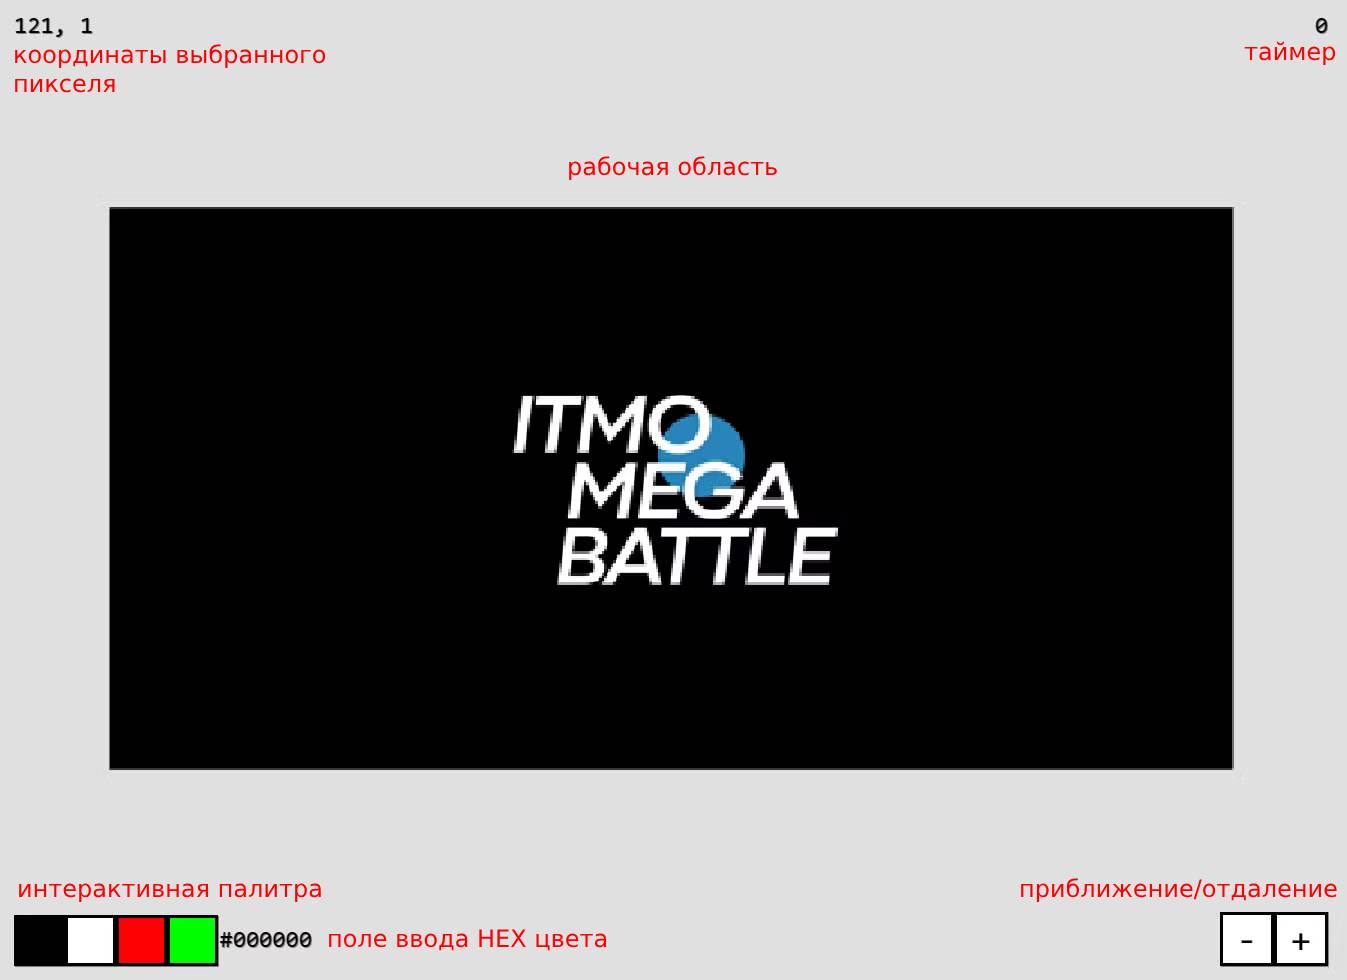 121, 1
0
координаты выбранного
пикселя
таймер
рабочая область
ITMO
MEGA
BATTLE
интерактивная палитра
приближение/отдаление
#000000 поле ввода HEX цвета
- +